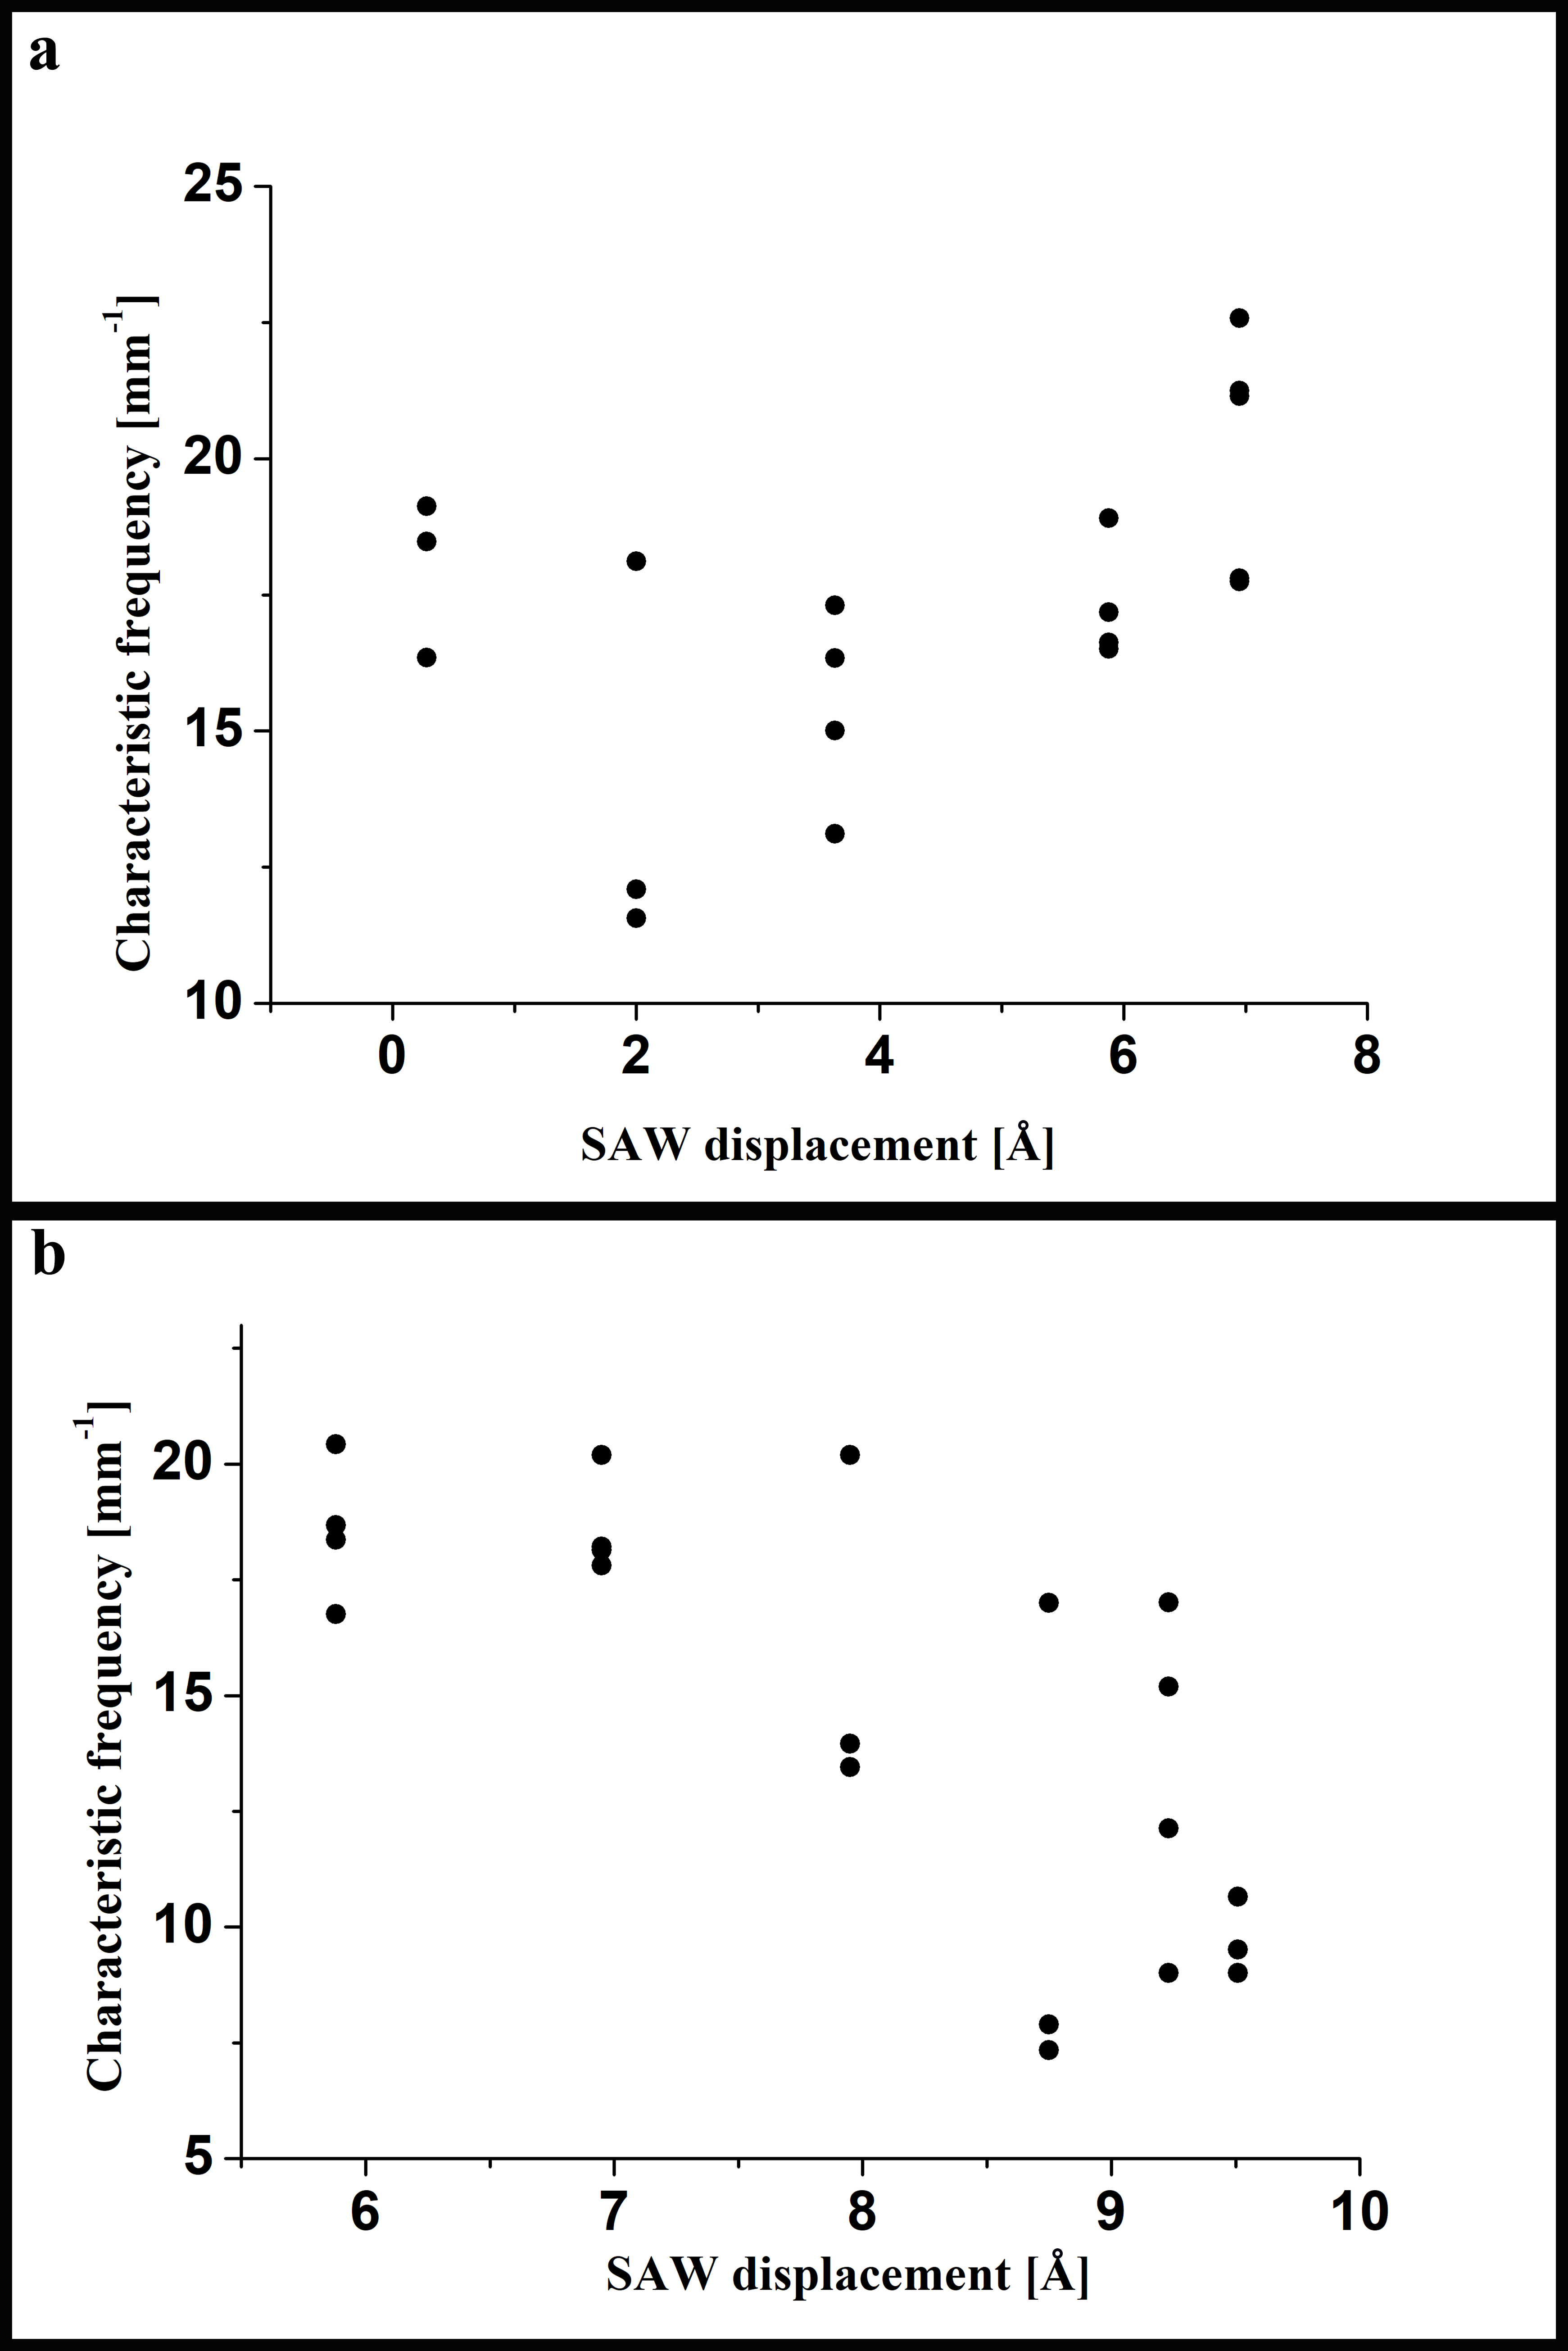 a
25
20
15
10
Characteristic frequency [mm⁻¹]
0 2 4 6 8
SAW displacement [Å]
b
20
15
10
5
Characteristic frequency [mm⁻¹]
6 7 8 9 10
SAW displacement [Å]